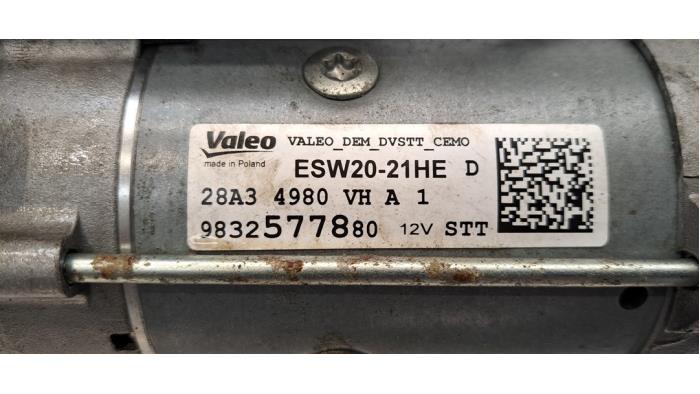 Valeo VALEO_DEM_DVSTT_CEMO
made in Poland ESW20-21HE D
28A3 4980 VH A 1
9832577880 12V STT